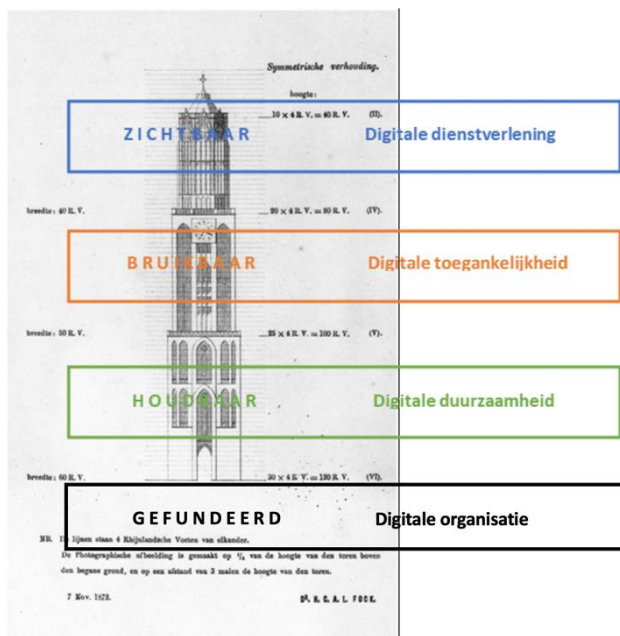 Symmetrische verhouding.
hoogte:
10 × 4 R. V. = 40 R. V. (II).
ZICHTBAAR Digitale dienstverlening
breedte: 40 R. V. 20 × 4 R. V. = 80 R. V. (IV).
BRUIKBAAR Digitale toegankelijkheid
breedte: 50 R. V. 25 × 4 R. V. = 100 R. V. (V).
HOUDBAAR Digitale duurzaamheid
breedte: 60 R. V. 30 × 4 R. V. = 120 R. V. (VI).
GEFUNDEERD Digitale organisatie
NB. De lijnen staan 4 Rhijnlandsche Voeten van elkander.
De Photographische afbeelding is gemaakt op van de hoogte van den toren boven
den begane grond, en op een afstand van 3 malen de hoogte van den toren.
7 Nov. 1872. DR. H. C. A. L. FOCK.